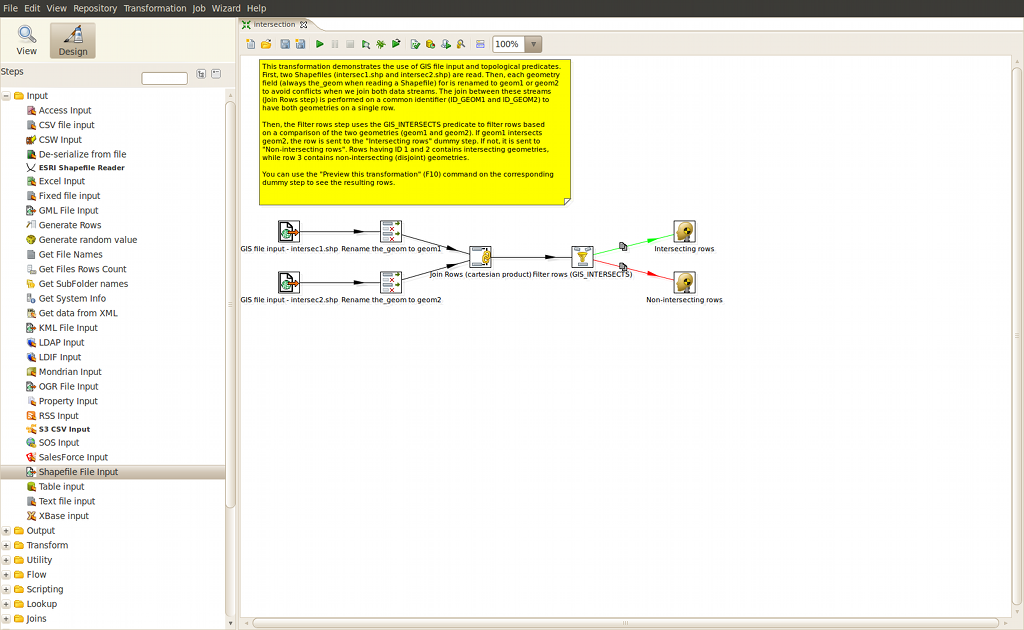 File Edit View Repository Transformation Job Wizard Help
View
Design
intersection
100%
Steps
Input
Access Input
CSV file input
CSW Input
De-serialize from file
ESRI Shapefile Reader
Excel Input
Fixed file input
GML File Input
Generate Rows
Generate random value
Get File Names
Get Files Rows Count
Get SubFolder names
Get System Info
Get data from XML
KML File Input
LDAP Input
LDIF Input
Mondrian Input
OGR File Input
Property Input
RSS Input
S3 CSV Input
SOS Input
SalesForce Input
Shapefile File Input
Table input
Text file input
XBase input
Output
Transform
Utility
Flow
Scripting
Lookup
Joins
This transformation demonstrates the use of GIS file input and topological predicates.
First, two Shapefiles (intersec1.shp and intersec2.shp) are read. Then, each geometry
field (always the_geom when reading a Shapefile) for is renamed to geom1 or geom2
to avoid conflicts when we join both data streams. The join between these streams
(Join Rows step) is performed on a common identifier (ID_GEOM1 and ID_GEOM2) to
have both geometries on a single row.
Then, the Filter rows step uses the GIS_INTERSECTS predicate to filter rows based
on a comparison of the two geometries (geom1 and geom2). If geom1 intersects
geom2, the row is sent to the "Intersecting rows" dummy step. If not, it is sent to
"Non-intersecting rows". Rows having ID 1 and 2 contains intersecting geometries,
while row 3 contains non-intersecting (disjoint) geometries.
You can use the "Preview this transformation" (F10) command on the corresponding
dummy step to see the resulting rows.
GIS file input - intersec1.shp
Rename the_geom to geom1
Join Rows (cartesian product)
Filter rows (GIS_INTERSECTS)
Intersecting rows
GIS file input - intersec2.shp
Rename the_geom to geom2
Non-intersecting rows